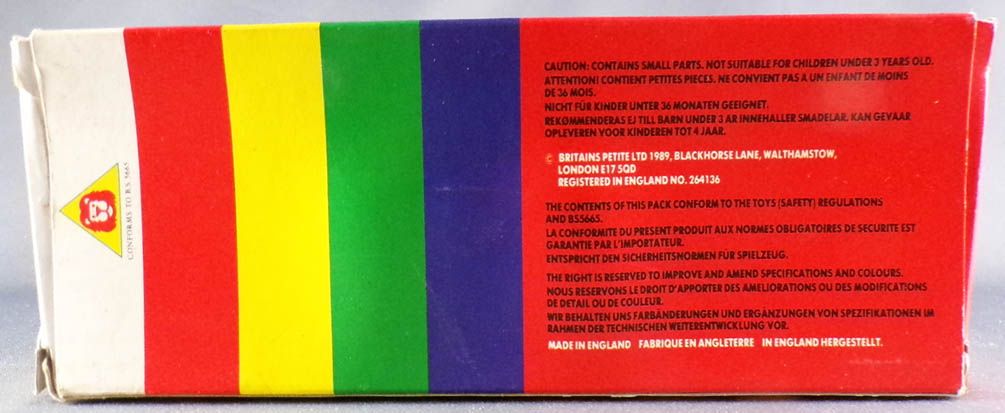 CONFORMS TO B.S. 5665
CAUTION: CONTAINS SMALL PARTS. NOT SUITABLE FOR CHILDREN UNDER 3 YEARS OLD.
ATTENTION! CONTIENT PETITES PIECES. NE CONVIENT PAS A UN ENFANT DE MOINS
DE 36 MOIS.
NICHT FÜR KINDER UNTER 36 MONATEN GEEIGNET.
REKØMMENDERAS EJ TILL BARN UNDER 3 AR INNEHALLER SMADELAR. KAN GEVAAR
OPLEVEREN VOOR KINDEREN TOT 4 JAAR.
© BRITAINS PETITE LTD 1989, BLACKHORSE LANE, WALTHAMSTOW,
LONDON E17 5QD
REGISTERED IN ENGLAND NO. 264136
THE CONTENTS OF THIS PACK CONFORM TO THE TOYS (SAFETY) REGULATIONS
AND BS5665.
LA CONFORMITE DU PRESENT PRODUIT AUX NORMES OBLIGATOIRES DE SECURITE EST
GARANTIE PAR L'IMPORTATEUR.
ENTSPRICHT DEN SICHERHEITSNORMEN FÜR SPIELZEUG.
THE RIGHT IS RESERVED TO IMPROVE AND AMEND SPECIFICATIONS AND COLOURS.
NOUS RESERVONS LE DROIT D'APPORTER DES AMELIORATIONS OU DES MODIFICATIONS
DE DETAIL OU DE COULEUR.
WIR BEHALTEN UNS FARBÄNDERUNGEN UND ERGÄNZUNGEN VON SPEZIFIKATIONEN IM
RAHMEN DER TECHNISCHEN WEITERENTWICKLUNG VOR.
MADE IN ENGLAND FABRIQUE EN ANGLETERRE IN ENGLAND HERGESTELLT.